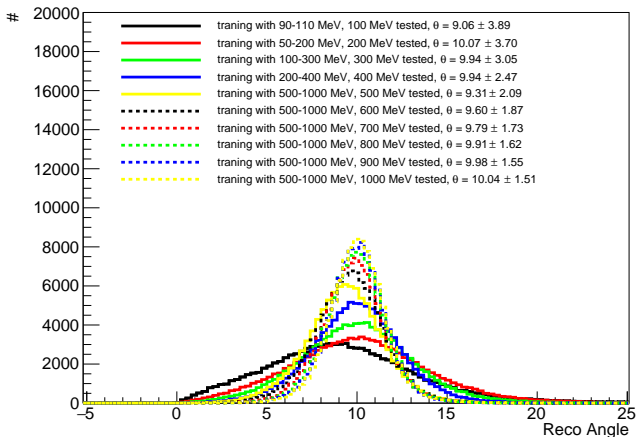 #
20000
18000
16000
14000
12000
10000
8000
6000
4000
2000
0
traning with 90-110 MeV, 100 MeV tested, θ = 9.06 ± 3.89
traning with 50-200 MeV, 200 MeV tested, θ = 10.07 ± 3.70
traning with 100-300 MeV, 300 MeV tested, θ = 9.94 ± 3.05
traning with 200-400 MeV, 400 MeV tested, θ = 9.94 ± 2.47
traning with 500-1000 MeV, 500 MeV tested, θ = 9.31 ± 2.09
traning with 500-1000 MeV, 600 MeV tested, θ = 9.60 ± 1.87
traning with 500-1000 MeV, 700 MeV tested, θ = 9.79 ± 1.73
traning with 500-1000 MeV, 800 MeV tested, θ = 9.91 ± 1.62
traning with 500-1000 MeV, 900 MeV tested, θ = 9.98 ± 1.55
traning with 500-1000 MeV, 1000 MeV tested, θ = 10.04 ± 1.51
−5 0 5 10 15 20 25
Reco Angle